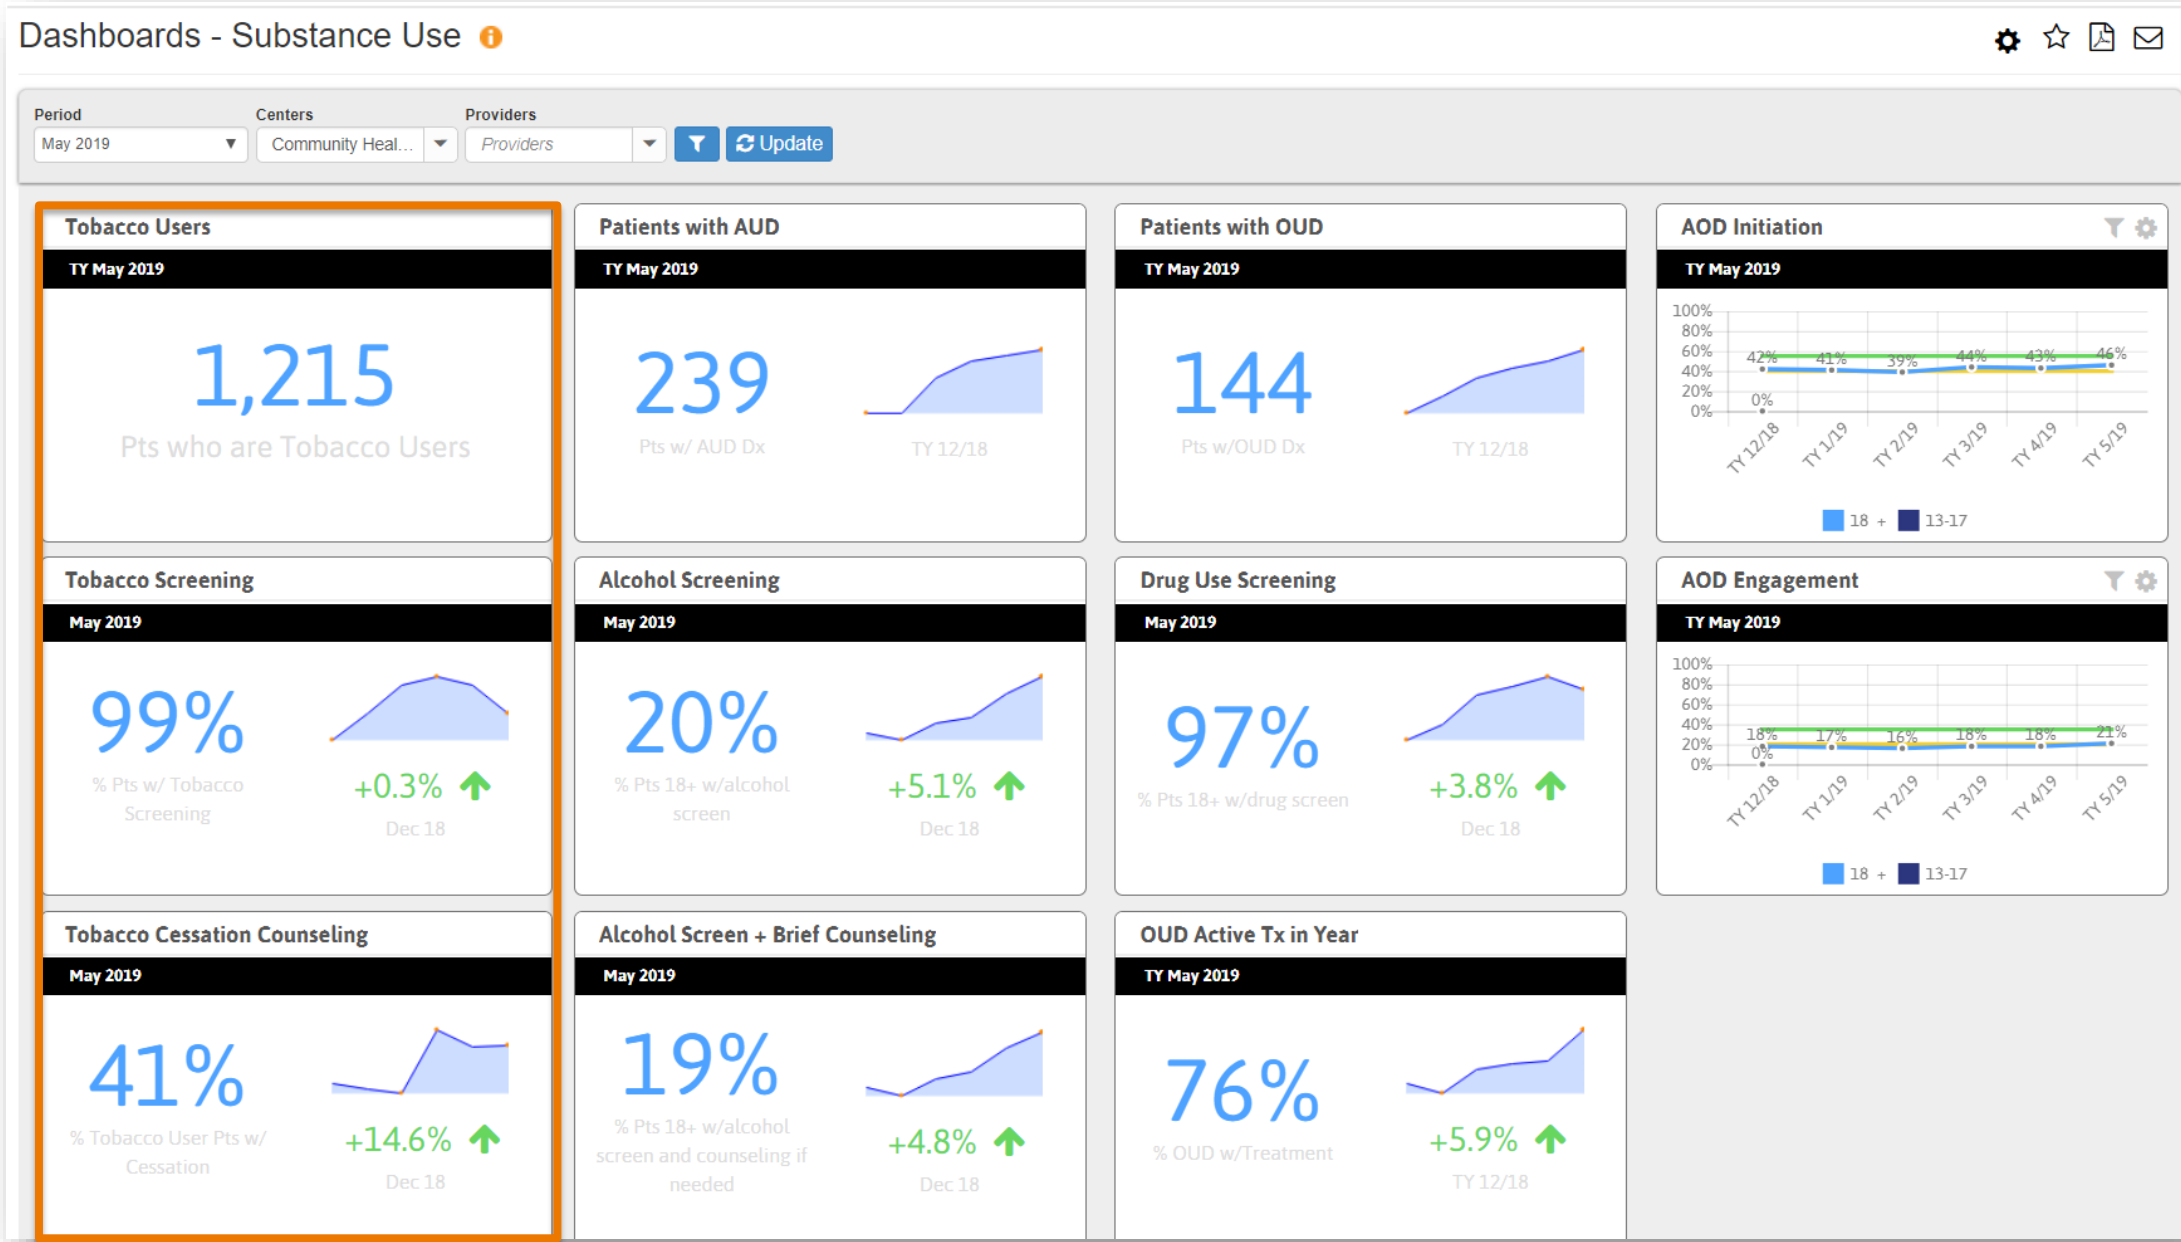 Dashboards - Substance Use
Period
Centers
Providers
May 2019
Community Heal...
Providers
Update
Tobacco Users
TY May 2019
1,215
Pts who are Tobacco Users
Patients with AUD
TY May 2019
239
Pts w/ AUD Dx
TY 12/18
Patients with OUD
TY May 2019
144
Pts w/OUD Dx
TY 12/18
AOD Initiation
TY May 2019
100%
80%
60%
40%
20%
0%
42%
41%
39%
44%
43%
46%
0%
TY 12/18
TY 1/19
TY 2/19
TY 3/19
TY 4/19
TY 5/19
18 +
13-17
Tobacco Screening
May 2019
99%
% Pts w/ Tobacco
Screening
+0.3%
Dec 18
Alcohol Screening
May 2019
20%
% Pts 18+ w/alcohol
screen
+5.1%
Dec 18
Drug Use Screening
May 2019
97%
% Pts 18+ w/drug screen
+3.8%
Dec 18
AOD Engagement
TY May 2019
100%
80%
60%
40%
20%
0%
18%
17%
16%
18%
18%
21%
0%
TY 12/18
TY 1/19
TY 2/19
TY 3/19
TY 4/19
TY 5/19
18 +
13-17
Tobacco Cessation Counseling
May 2019
41%
% Tobacco User Pts w/
Cessation
+14.6%
Dec 18
Alcohol Screen + Brief Counseling
May 2019
19%
% Pts 18+ w/alcohol
screen and counseling if
needed
+4.8%
Dec 18
OUD Active Tx in Year
TY May 2019
76%
% OUD w/Treatment
+5.9%
TY 12/18